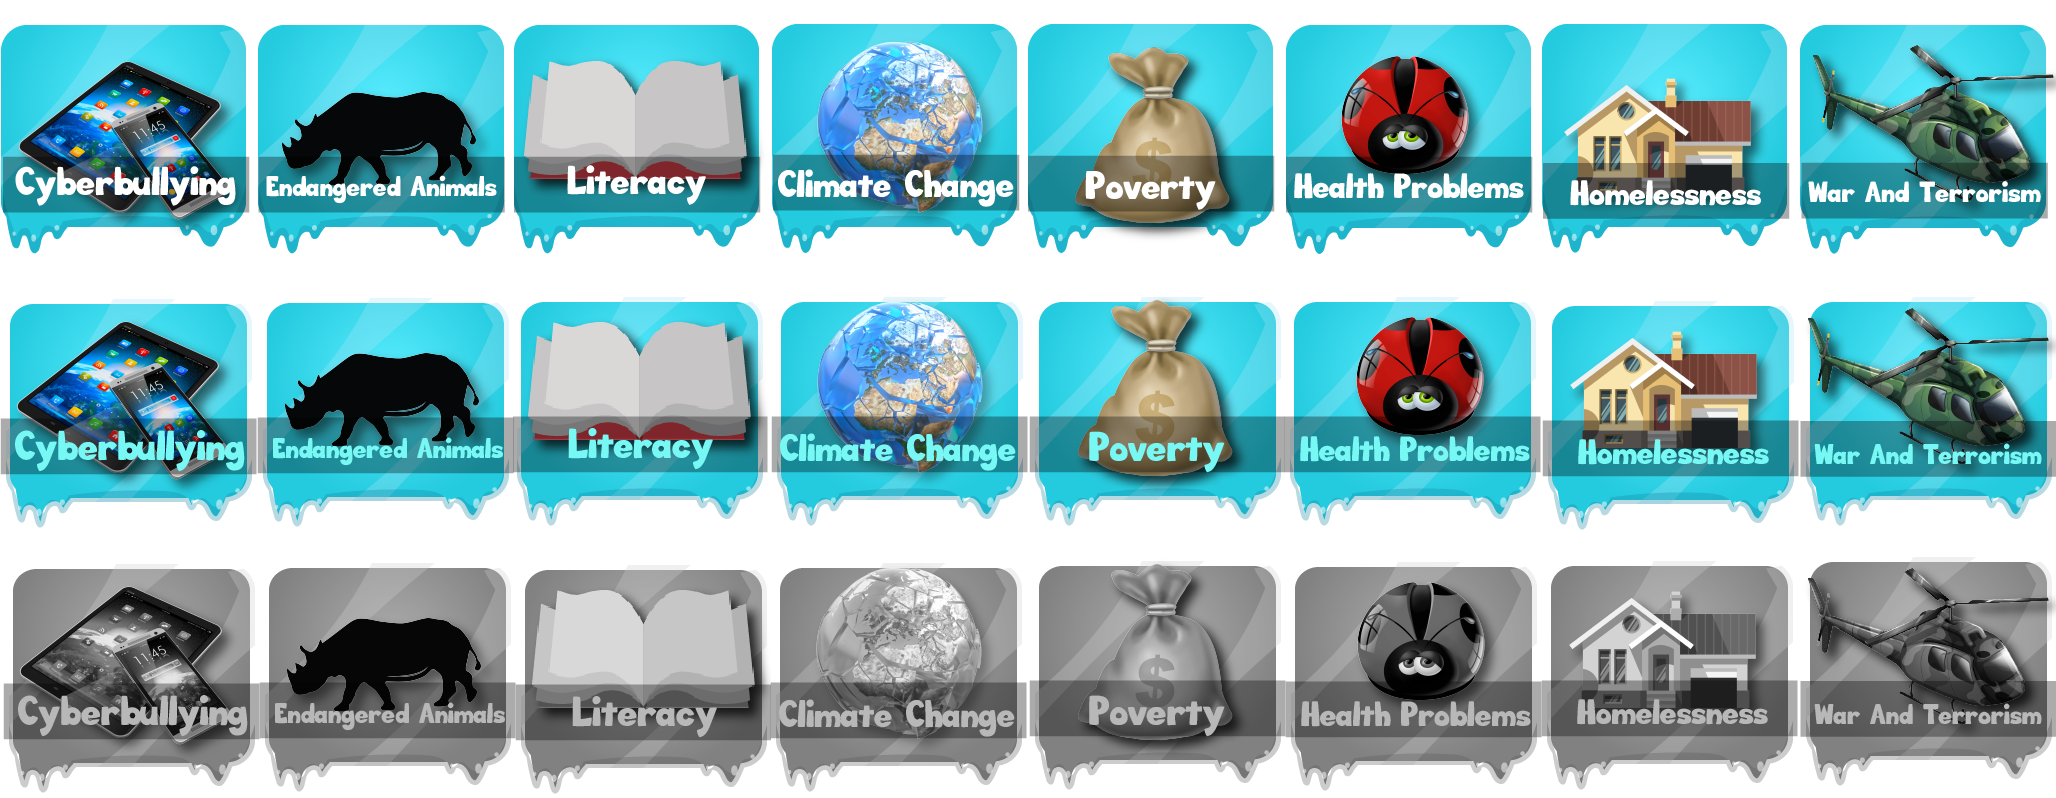 Cyberbullying
Endangered Animals
Literacy
Climate Change
Poverty
Health Problems
Homelessness
War And Terrorism
11:45
$
Cyberbullying
Endangered Animals
Literacy
Climate Change
Poverty
Health Problems
Homelessness
War And Terrorism
11:45
$
Cyberbullying
Endangered Animals
Literacy
Climate Change
Poverty
Health Problems
Homelessness
War And Terrorism
11:45
$